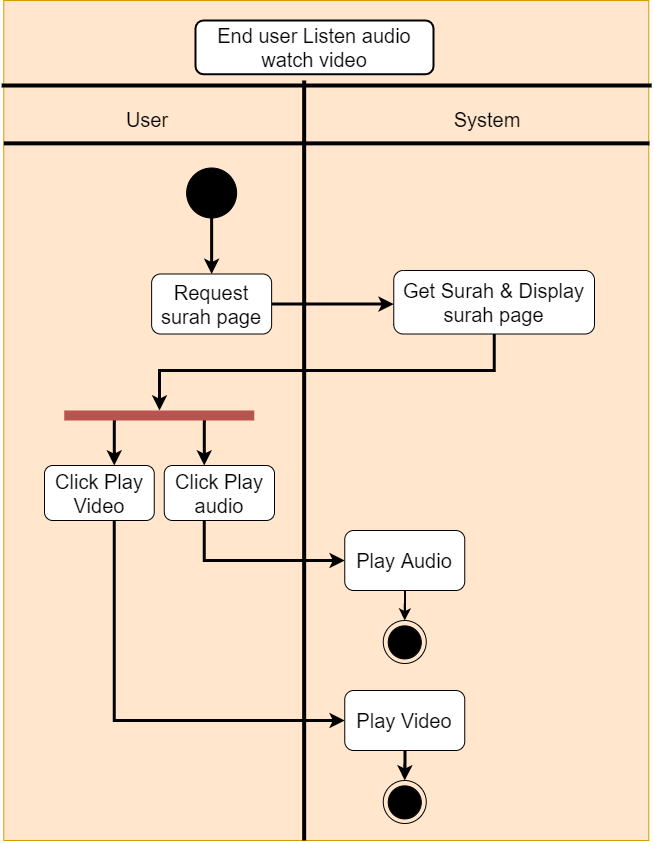 End user Listen audio
watch video
User
System
Request
surah page
Get Surah & Display
surah page
Click Play
Video
Click Play
audio
Play Audio
Play Video